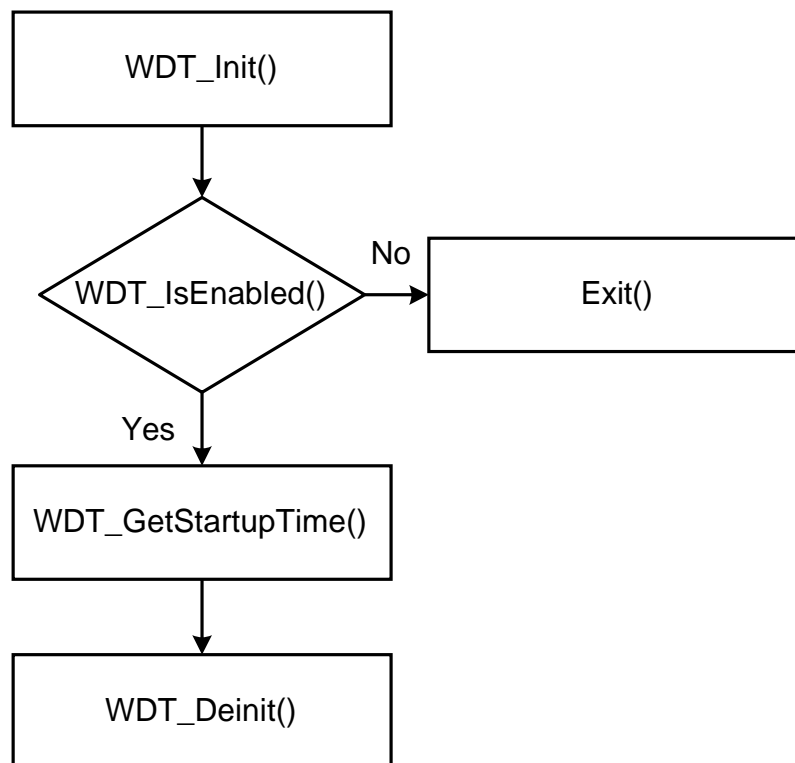 WDT_Init()
WDT_IsEnabled()
No
Exit()
Yes
WDT_GetStartupTime()
WDT_Deinit()